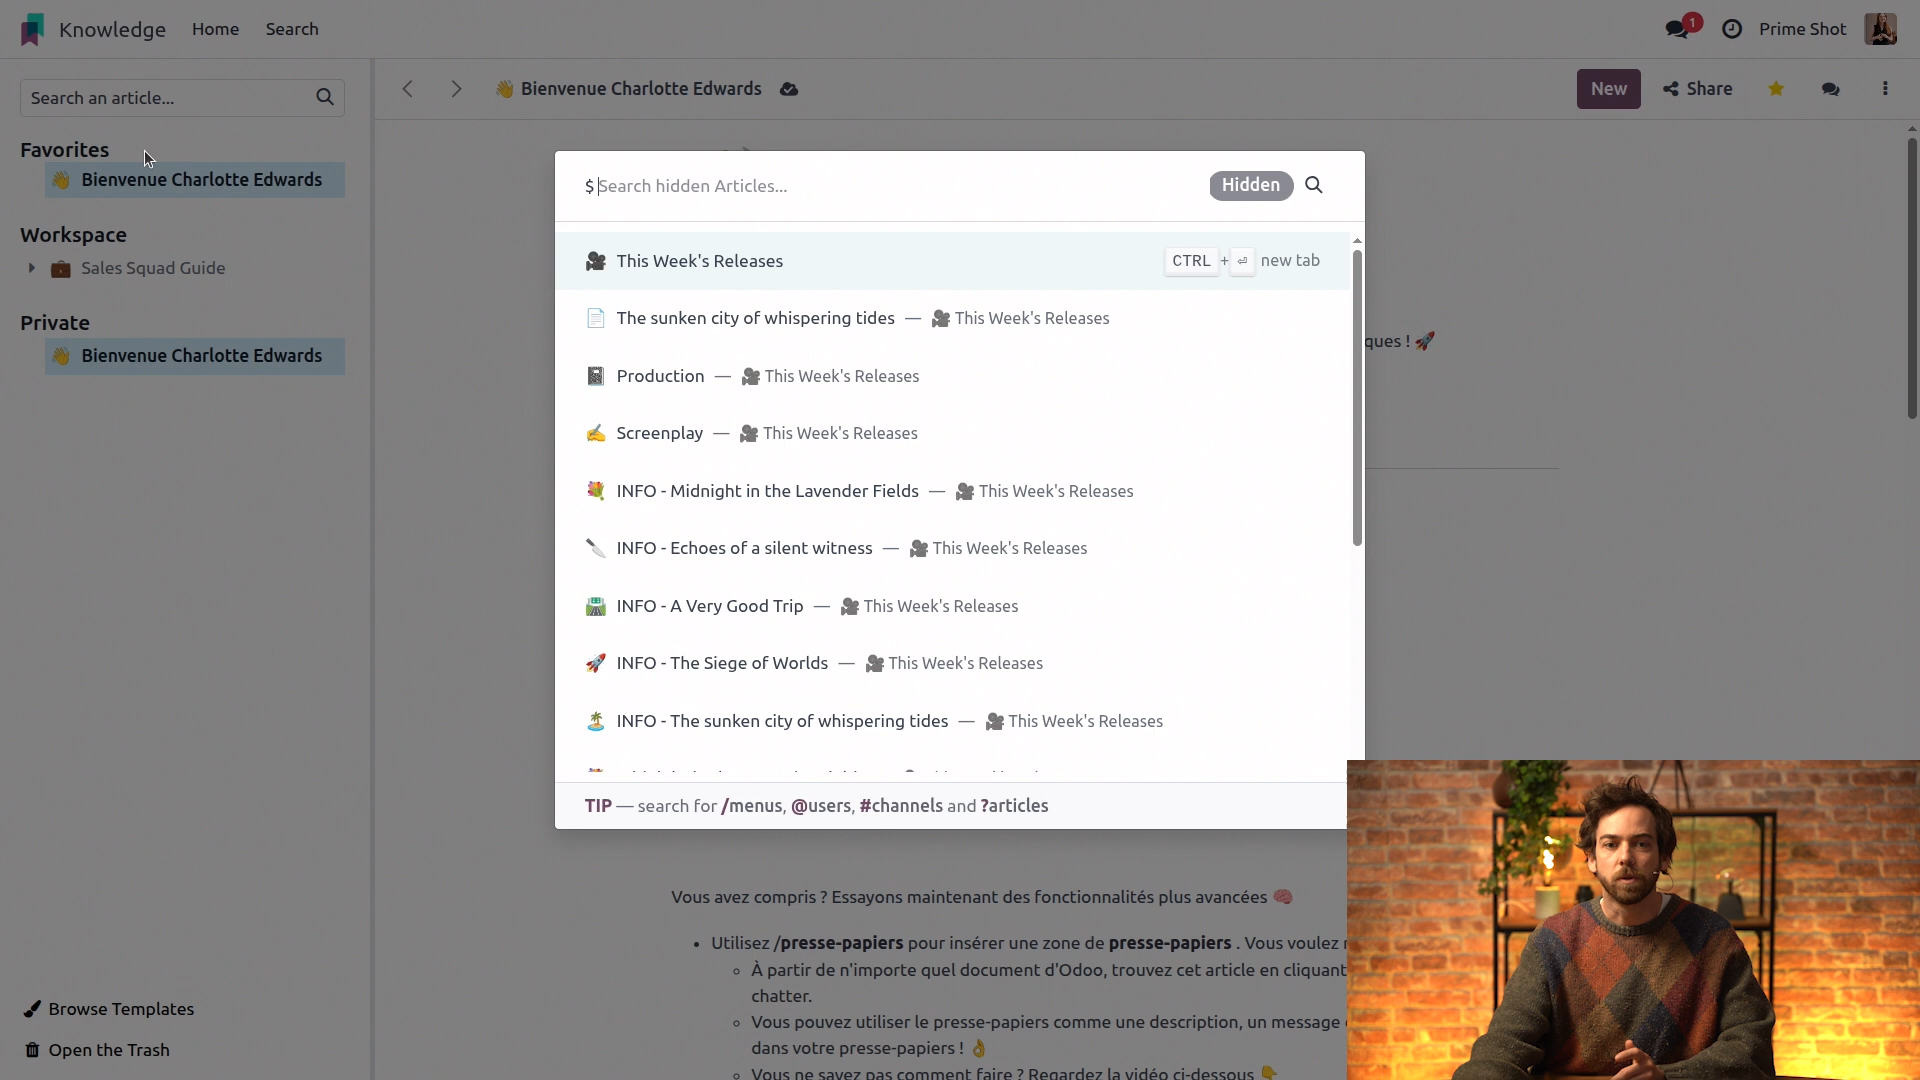 Knowledge Home Search 1 Prime Shot
Search an article...
Bienvenue Charlotte Edwards New Share
Favorites
Bienvenue Charlotte Edwards
Workspace
Sales Squad Guide
Private
Bienvenue Charlotte Edwards
Browse Templates
Open the Trash
$ Search hidden Articles... Hidden
This Week's Releases CTRL + ⏎ new tab
The sunken city of whispering tides — This Week's Releases
Production — This Week's Releases
Screenplay — This Week's Releases
INFO - Midnight in the Lavender Fields — This Week's Releases
INFO - Echoes of a silent witness — This Week's Releases
INFO - A Very Good Trip — This Week's Releases
INFO - The Siege of Worlds — This Week's Releases
INFO - The sunken city of whispering tides — This Week's Releases
TIP — search for /menus, @users, #channels and ?articles
ques !
Vous avez compris ? Essayons maintenant des fonctionnalités plus avancées
• Utilisez /presse-papiers pour insérer une zone de presse-papiers . Vous voulez
À partir de n'importe quel document d'Odoo, trouvez cet article en cliquant
chatter.
Vous pouvez utiliser le presse-papiers comme une description, un message
dans votre presse-papiers !
Vous ne savez pas comment faire ? Regardez la vidéo ci-dessous